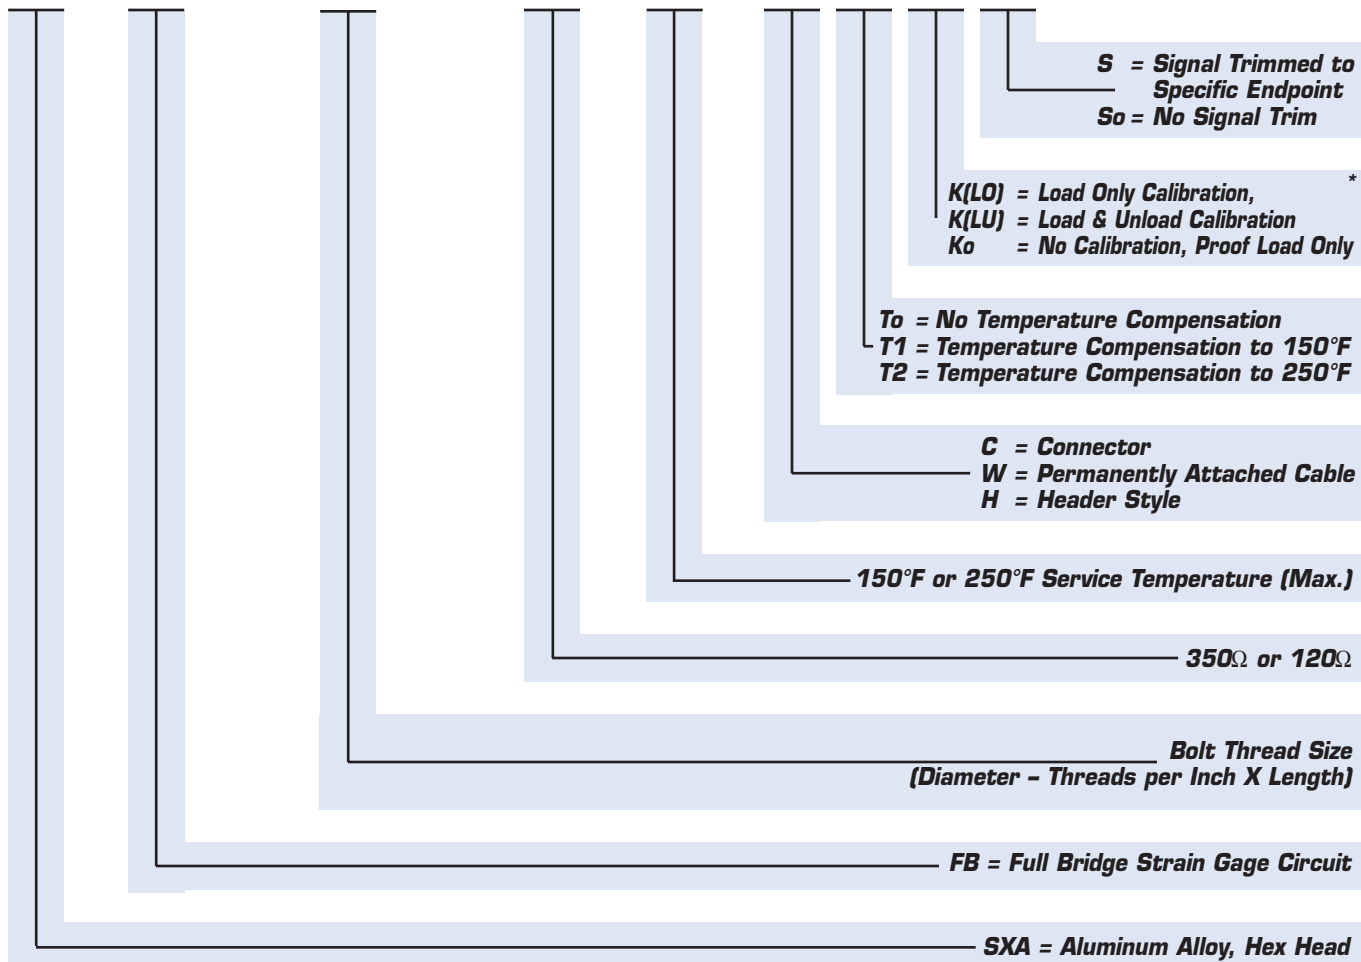 S = Signal Trimmed to
Specific Endpoint
So = No Signal Trim
*
K(LO) = Load Only Calibration,
K(LU) = Load & Unload Calibration
Ko = No Calibration, Proof Load Only
To = No Temperature Compensation
T1 = Temperature Compensation to 150°F
T2 = Temperature Compensation to 250°F
C = Connector
W = Permanently Attached Cable
H = Header Style
150°F or 250°F Service Temperature (Max.)
350Ω or 120Ω
Bolt Thread Size
(Diameter – Threads per Inch X Length)
FB = Full Bridge Strain Gage Circuit
SXA = Aluminum Alloy, Hex Head